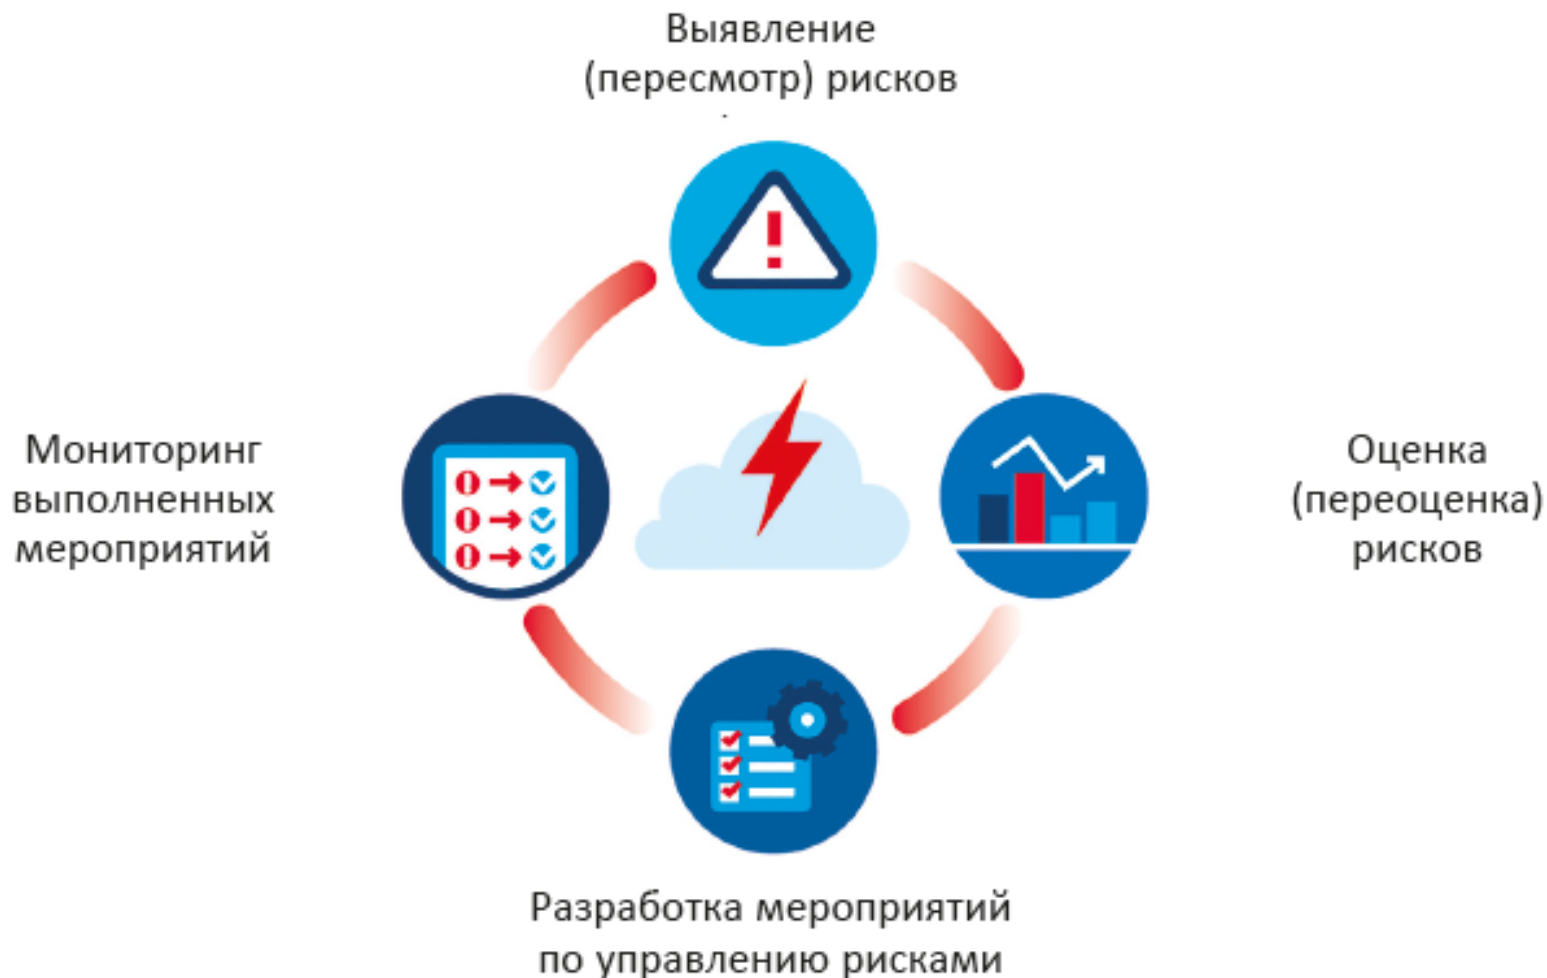 Выявление
(пересмотр) рисков
Мониторинг
выполненных
мероприятий
Оценка
(переоценка)
рисков
Разработка мероприятий
по управлению рисками